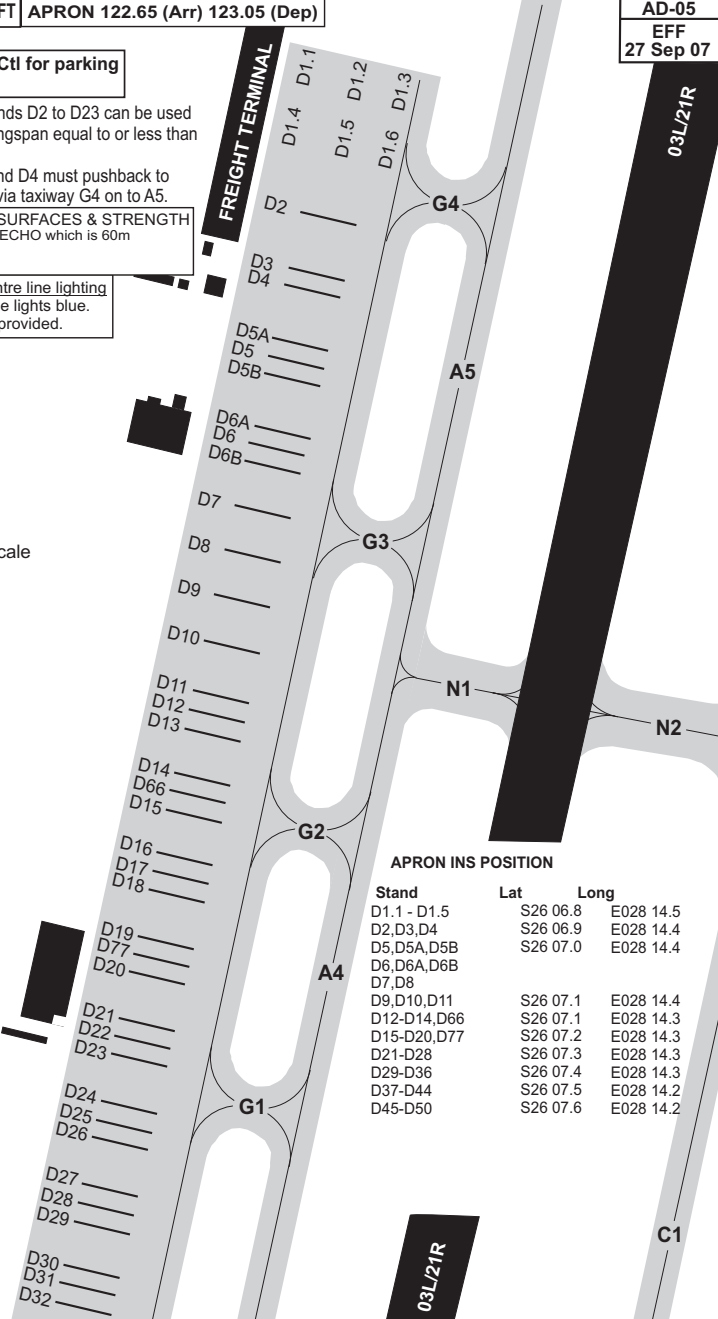 FT APRON 122.65 (Arr) 123.05 (Dep)
AD-05
EFF
27 Sep 07
Ctl for parking
nds D2 to D23 can be used
ngspan equal to or less than
nd D4 must pushback to
via taxiway G4 on to A5.
SURFACES & STRENGTH
ECHO which is 60m
ntre line lighting
e lights blue.
provided.
cale
FREIGHT TERMINAL
D1.1
D1.2
D1.3
D1.4
D1.5
D1.6
03L/21R
G4
D2
D3
D4
D5A
D5
D5B
A5
D6A
D6
D6B
D7
G3
D8
D9
D10
D11
D12
D13
N1
N2
D14
D66
D15
G2
D16
D17
D18
D19
D77
D20
A4
D21
D22
D23
D24
D25
D26
G1
D27
D28
D29
D30
D31
D32
APRON INS POSITION
Stand Lat Long
D1.1 - D1.5 S26 06.8 E028 14.5
D2,D3,D4 S26 06.9 E028 14.4
D5,D5A,D5B S26 07.0 E028 14.4
D6,D6A,D6B
D7,D8
D9,D10,D11 S26 07.1 E028 14.4
D12-D14,D66 S26 07.1 E028 14.3
D15-D20,D77 S26 07.2 E028 14.3
D21-D28 S26 07.3 E028 14.3
D29-D36 S26 07.4 E028 14.3
D37-D44 S26 07.5 E028 14.2
D45-D50 S26 07.6 E028 14.2
C1
03L/21R